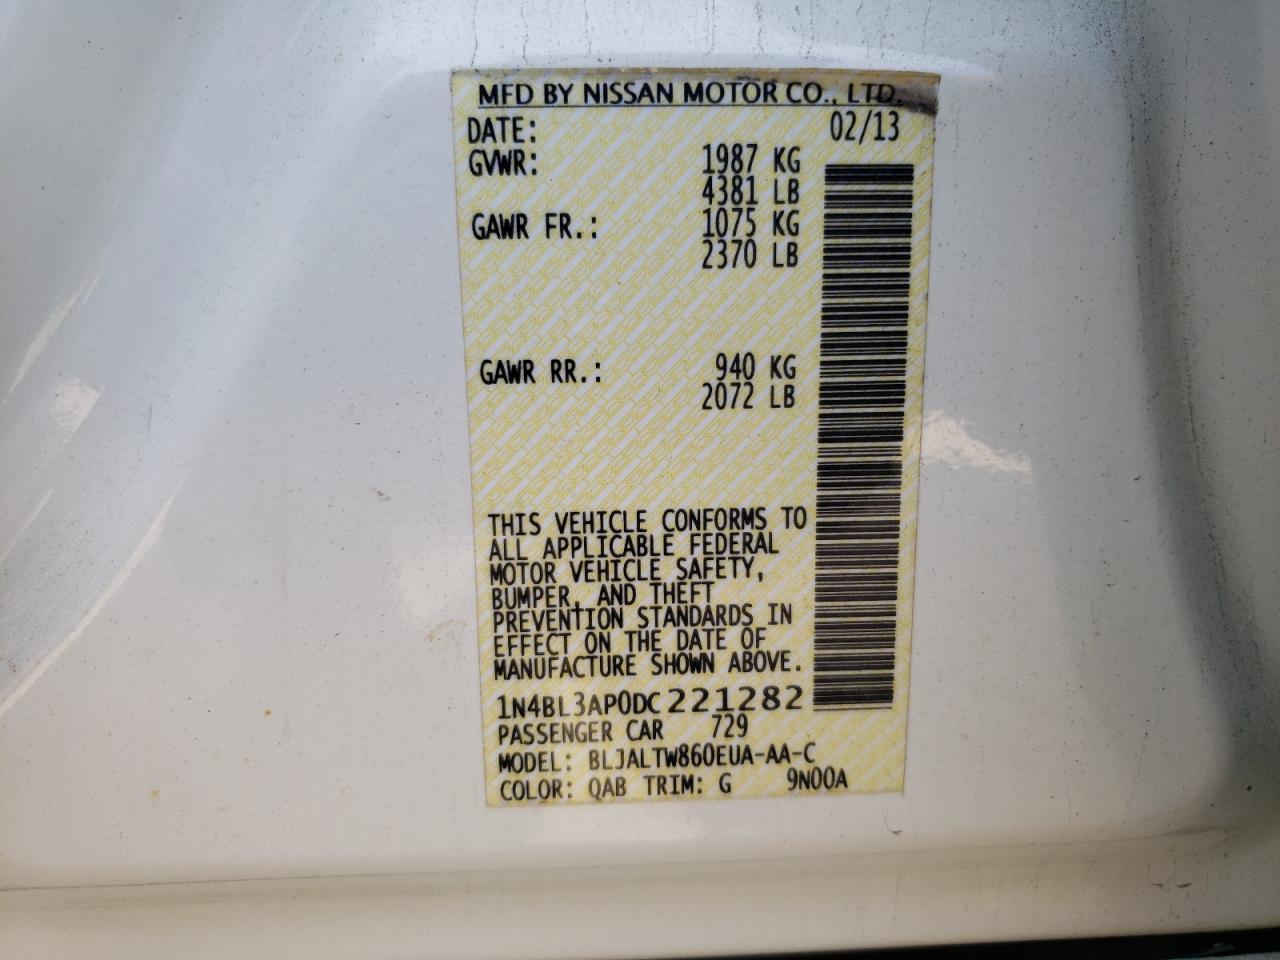 MFD BY NISSAN MOTOR CO., LTD.
DATE: 02/13
GVWR: 1987 KG
4381 LB
GAWR FR.: 1075 KG
2370 LB
GAWR RR.: 940 KG
2072 LB
THIS VEHICLE CONFORMS TO
ALL APPLICABLE FEDERAL
MOTOR VEHICLE SAFETY,
BUMPER, AND THEFT
PREVENTION STANDARDS IN
EFFECT ON THE DATE OF
MANUFACTURE SHOWN ABOVE.
1N4BL3AP0DC221282
PASSENGER CAR 729
MODEL: BLJALTW860EUA-AA-C
COLOR: QAB TRIM: G 9N00A